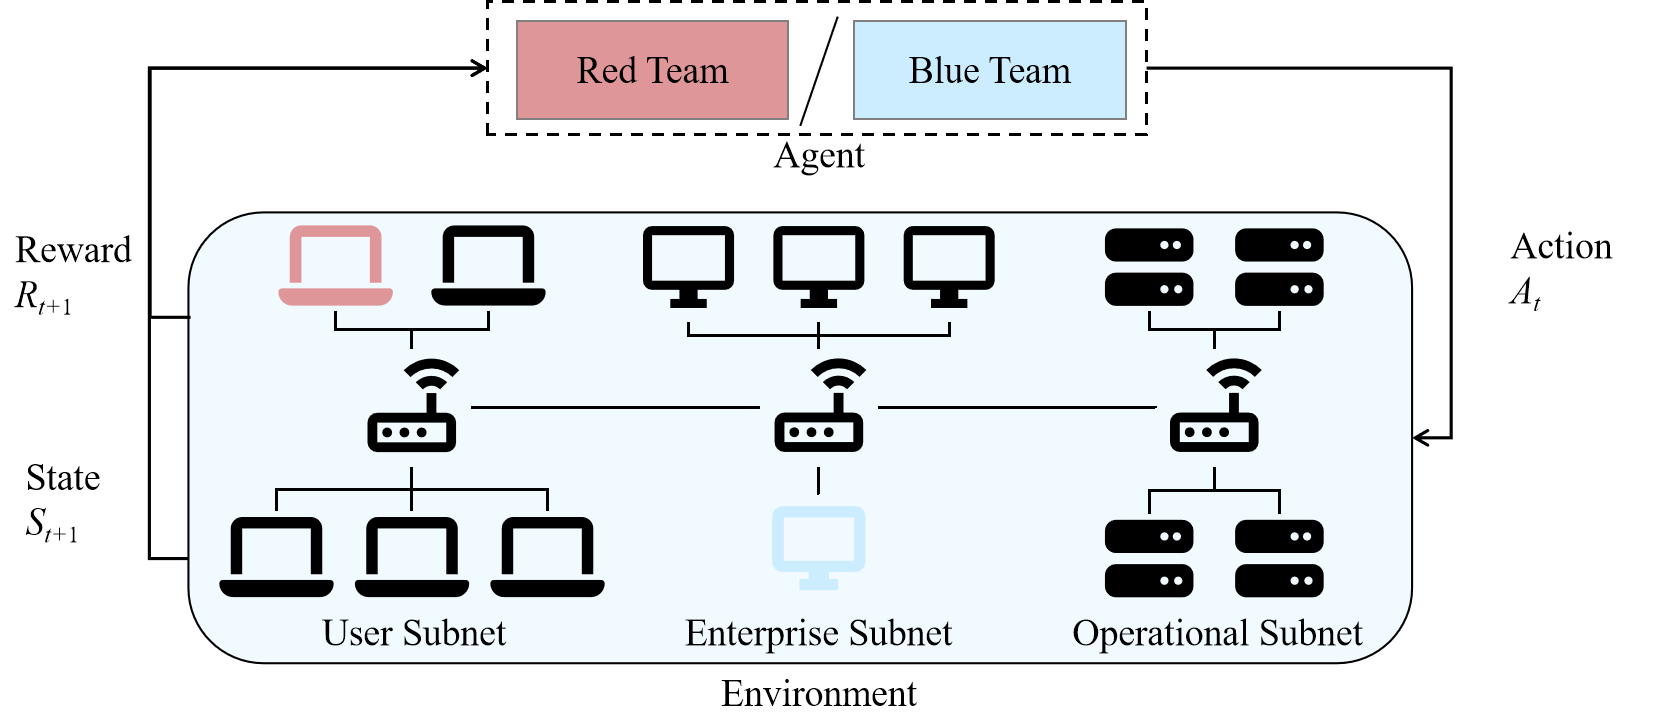 Red Team
Blue Team
Agent
Reward
R_{t+1}
Action
A_t
State
S_{t+1}
User Subnet
Enterprise Subnet
Operational Subnet
Environment